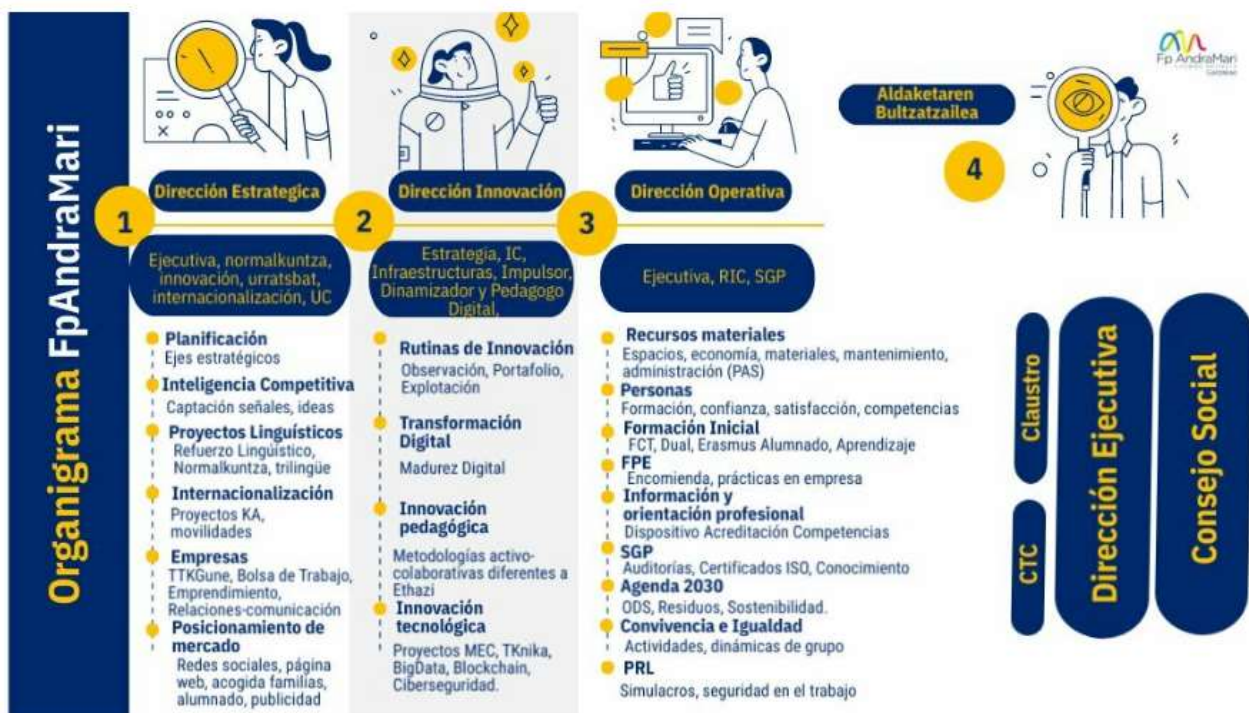 Organigrama FpAndraMari
Fp AndraMari
1
Dirección Estrategica
Ejecutiva, normalkuntza,
innovación, urratsbat,
internacionalización, UC
Planificación
Ejes estratégicos
Inteligencia Competitiva
Captación señales, ideas
Proyectos Linguísticos
Refuerzo Lingüístico,
Normalkuntza, trilingüe
Internacionalización
Proyectos KA,
movilidades
Empresas
TTKGune, Bolsa de Trabajo,
Emprendimiento,
Relaciones-comunicación
Posicionamiento de
mercado
Redes sociales, página
web, acogida familias,
alumnado, publicidad
2
Dirección Innovación
Estrategia, IC,
Infraestructuras, Impulsor,
Dinamizador y Pedagogo
Digital,
Rutinas de Innovación
Observación, Portafolio,
Explotación
Transformación
Digital
Madurez Digital
Innovación
pedagógica
Metodologías activo-
colaborativas diferentes a
Ethazi
Innovación
tecnológica
Proyectos MEC, TKnika,
BigData, Blockchain,
Ciberseguridad.
3
Dirección Operativa
Ejecutiva, RIC, SGP
Recursos materiales
Espacios, economía, materiales, mantenimiento,
administración (PAS)
Personas
Formación, confianza, satisfacción, competencias
Formación Inicial
FCT, Dual, Erasmus Alumnado, Aprendizaje
FPE
Encomienda, prácticas en empresa
Información y
orientación profesional
Dispositivo Acreditación Competencias
SGP
Auditorías, Certificados ISO, Conocimiento
Agenda 2030
ODS, Residuos, Sostenibilidad.
Convivencia e Igualdad
Actividades, dinámicas de grupo
PRL
Simulacros, seguridad en el trabajo
Aldaketaren
Bultzatzailea
4
Claustro
CTC
Dirección Ejecutiva
Consejo Social